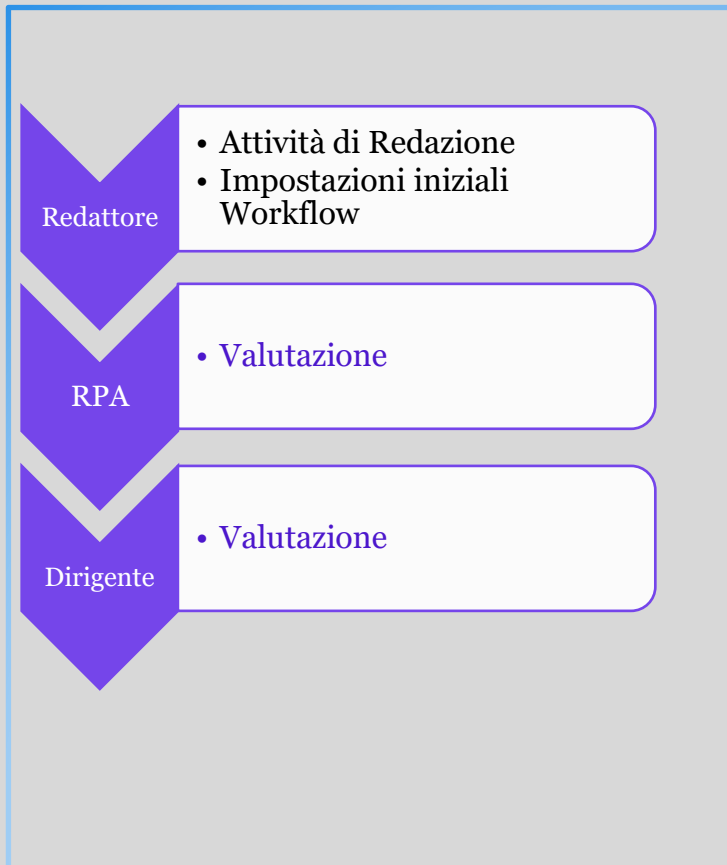 Redattore
• Attività di Redazione
• Impostazioni iniziali
Workflow
RPA
• Valutazione
Dirigente
• Valutazione